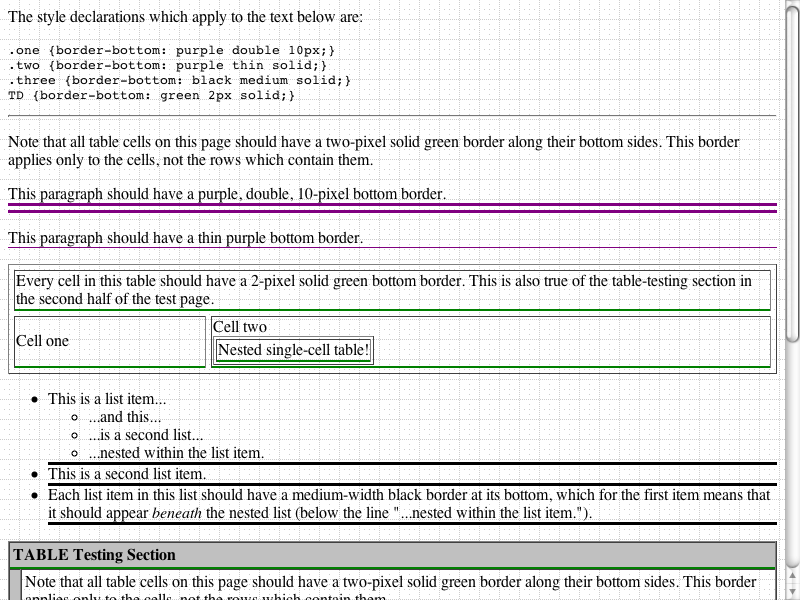 The style declarations which apply to the text below are:
.one {border-bottom: purple double 10px;}
.two {border-bottom: purple thin solid;}
.three {border-bottom: black medium solid;}
TD {border-bottom: green 2px solid;}
Note that all table cells on this page should have a two-pixel solid green border along their bottom sides. This border
applies only to the cells, not the rows which contain them.
This paragraph should have a purple, double, 10-pixel bottom border.
This paragraph should have a thin purple bottom border.
Every cell in this table should have a 2-pixel solid green bottom border. This is also true of the table-testing section in
the second half of the test page.
Cell one
Cell two
Nested single-cell table!
This is a list item...
...and this...
...is a second list...
...nested within the list item.
This is a second list item.
Each list item in this list should have a medium-width black border at its bottom, which for the first item means that
it should appear beneath the nested list (below the line "...nested within the list item.").
TABLE Testing Section
Note that all table cells on this page should have a two-pixel solid green border along their bottom sides. This border
applies only to the cells, not the rows which contain them.